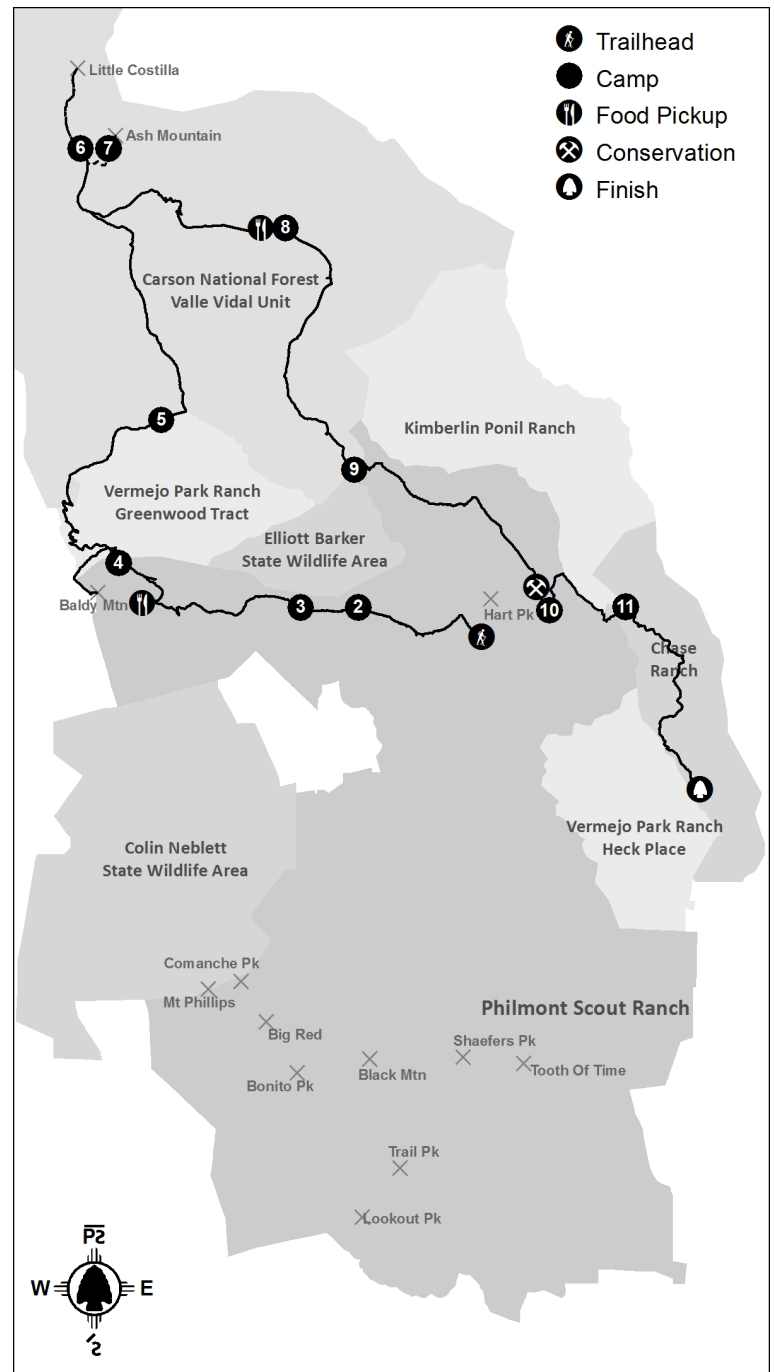 Trailhead
Camp
Food Pickup
Conservation
Finish
Little Costilla
Ash Mountain
6
7
8
Carson National Forest
Valle Vidal Unit
5
Kimberlin Ponil Ranch
9
Vermejo Park Ranch
Greenwood Tract
Elliott Barker
State Wildlife Area
4
Baldy Mtn
3
2
Hart Pk
10
11
Chase
Ranch
Vermejo Park Ranch
Heck Place
Colin Neblett
State Wildlife Area
Comanche Pk
Mt Phillips
Big Red
Philmont Scout Ranch
Shaefers Pk
Black Mtn
Tooth Of Time
Bonito Pk
Trail Pk
Lookout Pk
W
E